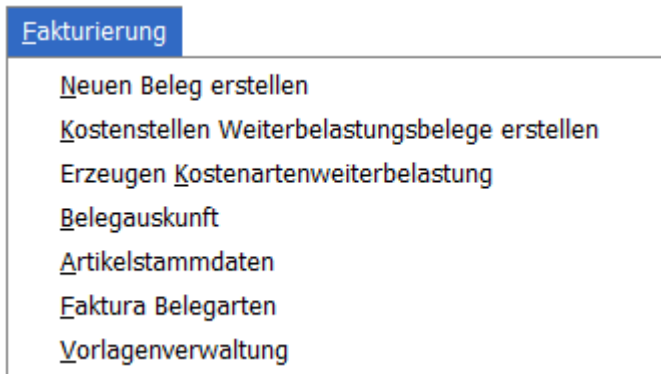 Fakturierung
Neuen Beleg erstellen
Kostenstellen Weiterbelastungsbelege erstellen
Erzeugen Kostenartenweiterbelastung
Belegauskunft
Artikelstammdaten
Faktura Belegarten
Vorlagenverwaltung